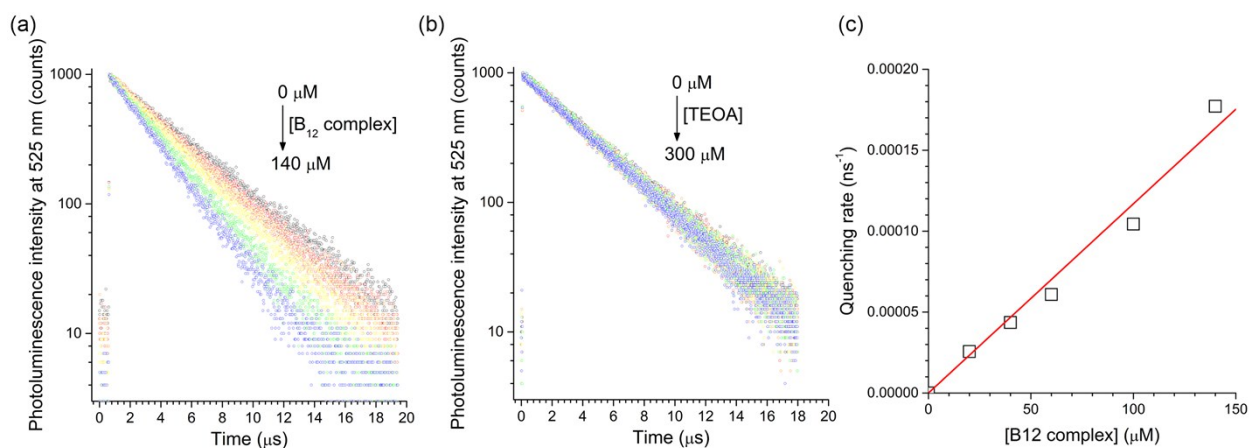 (a)
Photoluminescence intensity at 525 nm (counts)
1000
100
10
0 μM
[B₁₂ complex]
140 μM
0 2 4 6 8 10 12 14 16 18 20
Time (μs)
(b)
Photoluminescence intensity at 525 nm (counts)
1000
100
10
0 μM
[TEOA]
300 μM
0 2 4 6 8 10 12 14 16 18 20
Time (μs)
(c)
Quenching rate (ns⁻¹)
0.00020
0.00015
0.00010
0.00005
0.00000
0 50 100 150
[B12 complex] (μM)